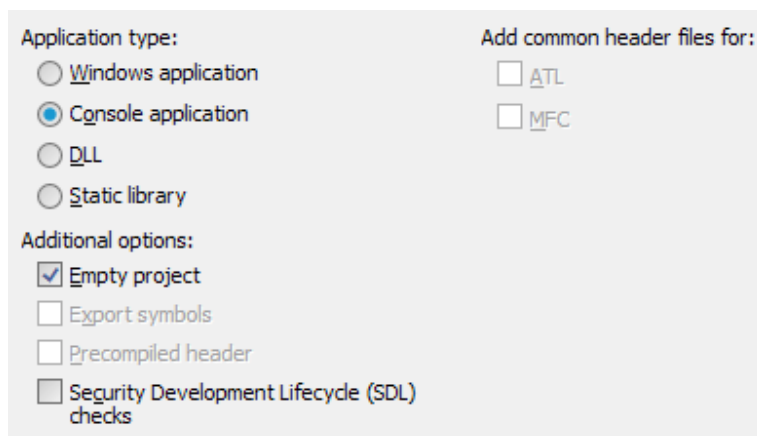 Application type:
Windows application
Console application
DLL
Static library
Additional options:
Empty project
Export symbols
Precompiled header
Security Development Lifecycle (SDL)
checks
Add common header files for:
ATL
MFC